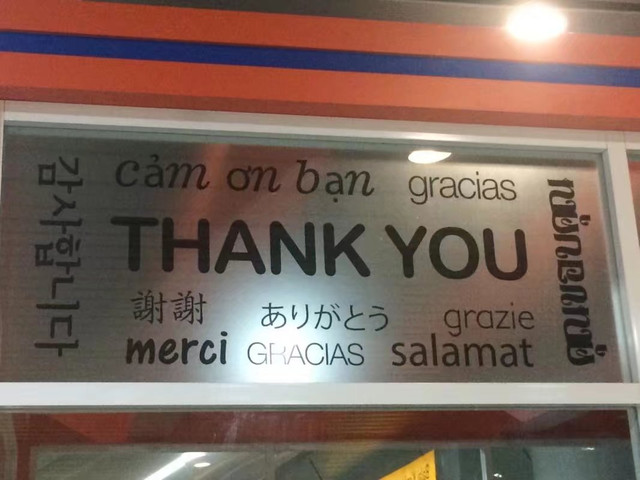 감사합니다
cảm ơn bạn
gracias
THANK YOU
謝謝
ありがとう
grazie
merci
GRACIAS
salamat